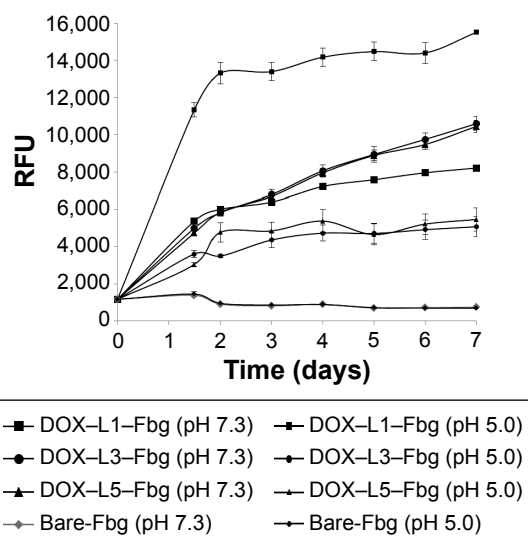 16,000
14,000
12,000
10,000
8,000
6,000
4,000
2,000
0
RFU
0 1 2 3 4 5 6 7
Time (days)
DOX–L1–Fbg (pH 7.3) DOX–L1–Fbg (pH 5.0)
DOX–L3–Fbg (pH 7.3) DOX–L3–Fbg (pH 5.0)
DOX–L5–Fbg (pH 7.3) DOX–L5–Fbg (pH 5.0)
Bare-Fbg (pH 7.3) Bare-Fbg (pH 5.0)